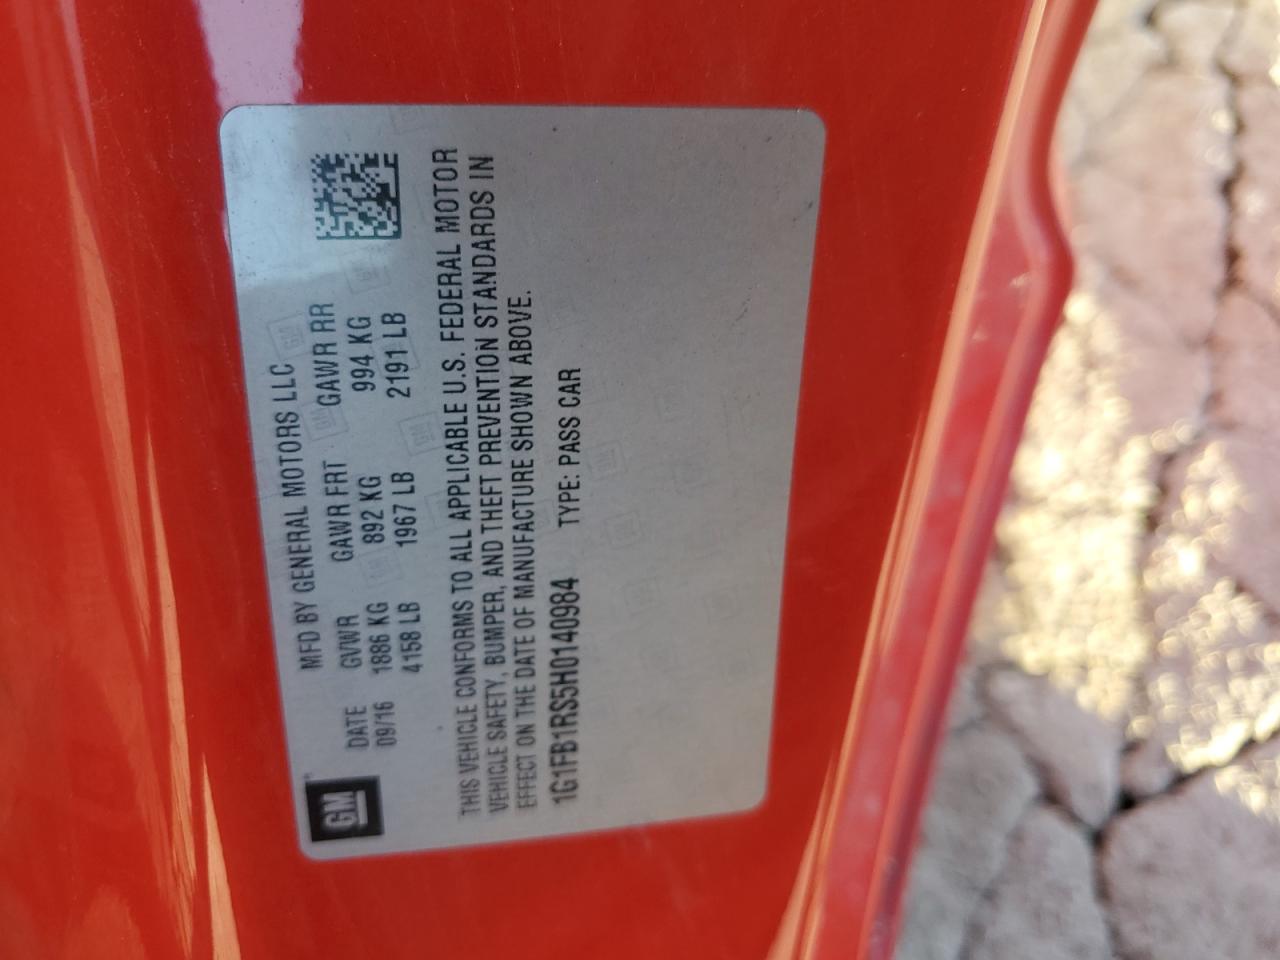 GM
MFD BY GENERAL MOTORS LLC
DATE GVWR GAWR FRT GAWR RR
09/16 1886 KG 892 KG 994 KG
4158 LB 1967 LB 2191 LB
THIS VEHICLE CONFORMS TO ALL APPLICABLE U.S. FEDERAL MOTOR
VEHICLE SAFETY, BUMPER, AND THEFT PREVENTION STANDARDS IN
EFFECT ON THE DATE OF MANUFACTURE SHOWN ABOVE.
1G1FB1RS5H0140984 TYPE: PASS CAR